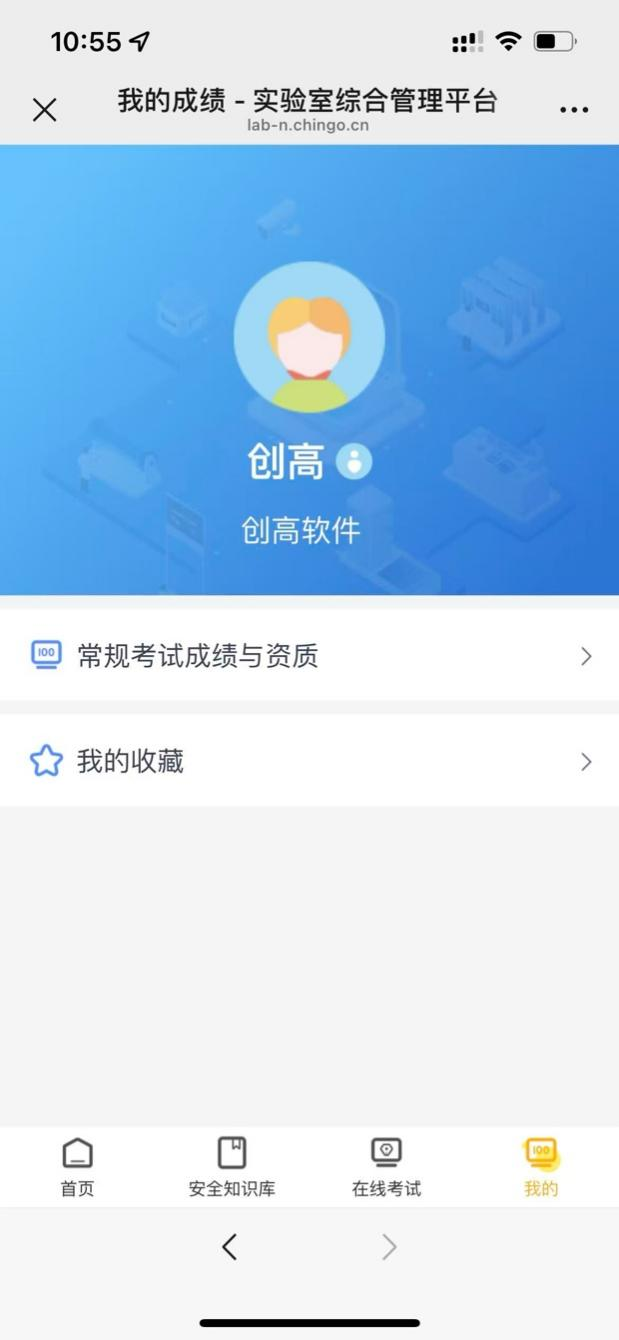 10:55
我的成绩 - 实验室综合管理平台
lab-n.chingo.cn
创高
创高软件
100 常规考试成绩与资质
我的收藏
100
首页 安全知识库 在线考试 我的